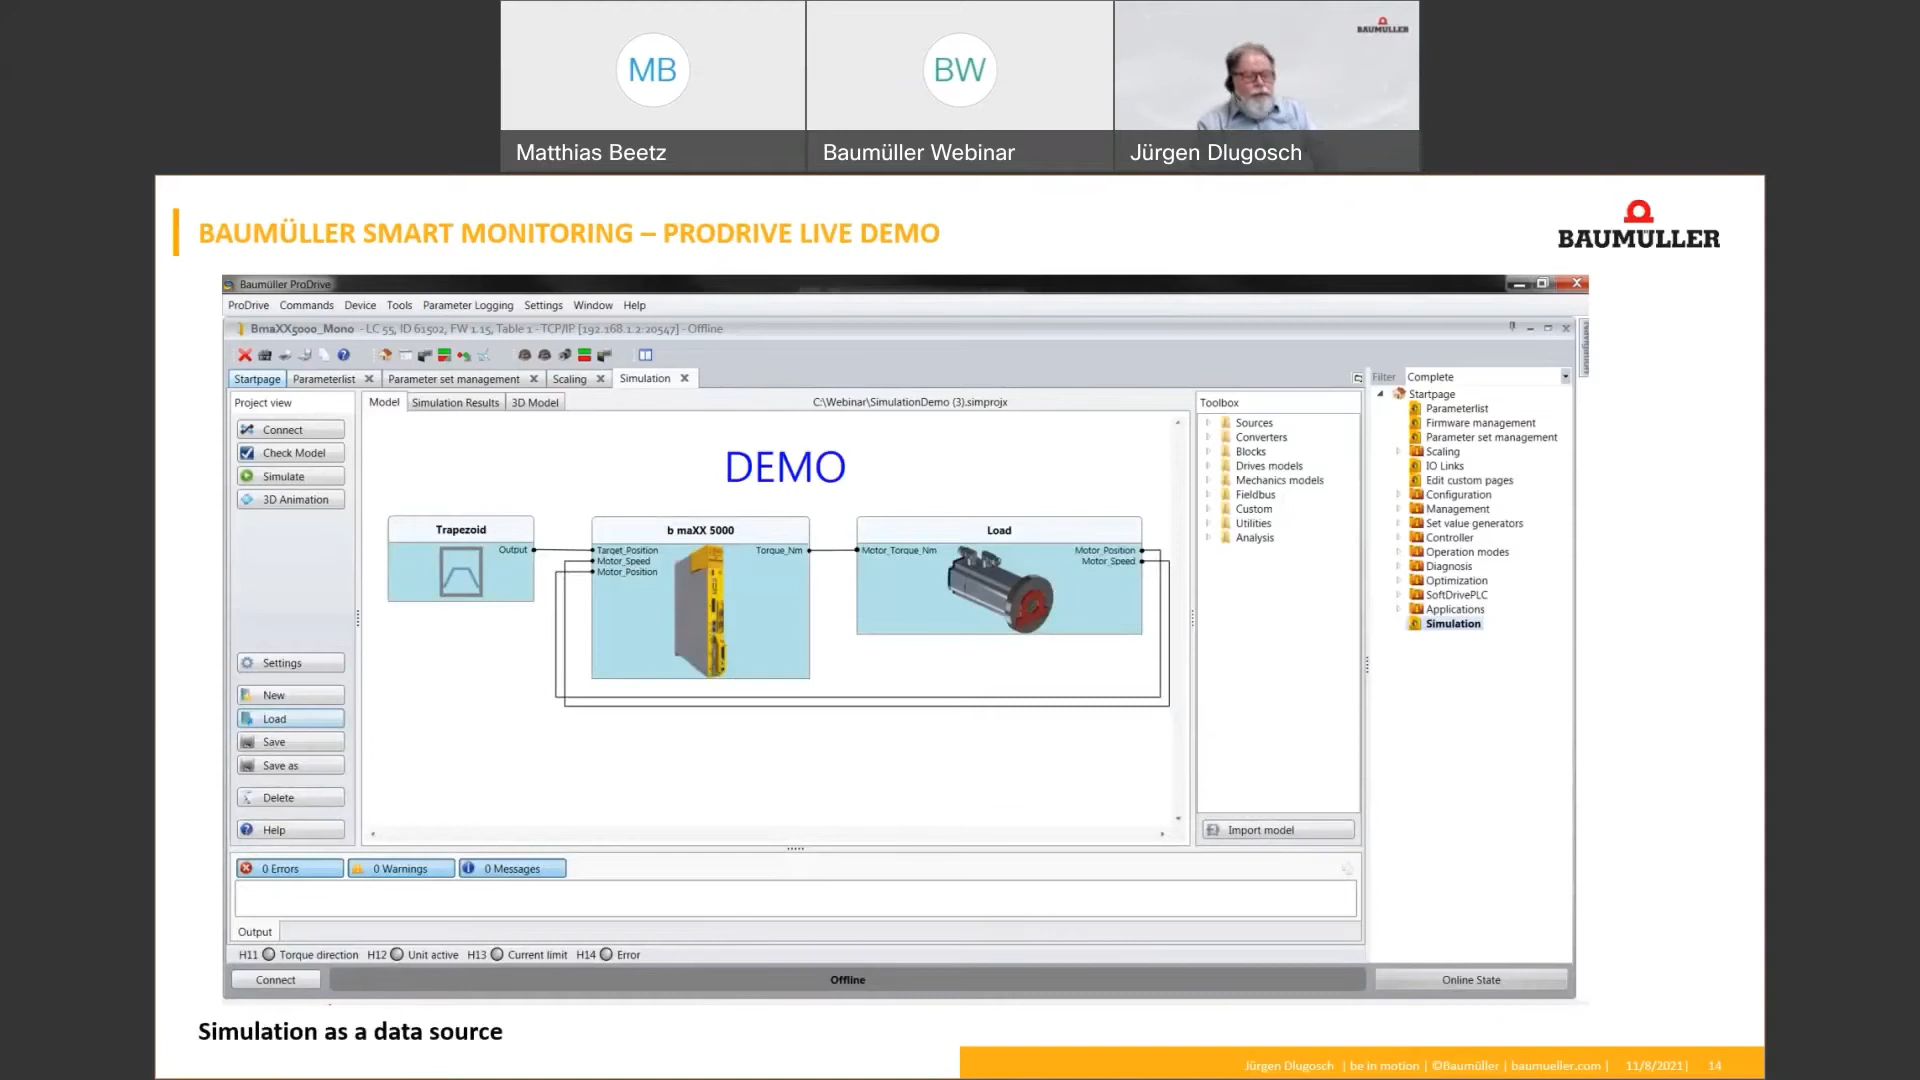 MB
BW
BAUMÜLLER
Matthias Beetz
Baumüller Webinar
Jürgen Dlugosch
BAUMÜLLER SMART MONITORING – PRODRIVE LIVE DEMO
BAUMÜLLER
Baumüller ProDrive
ProDrive Commands Device Tools Parameter Logging Settings Window Help
BmaXX5000_Mono - LC 55, ID 61502, FW 1.15, Table 1 - TCP/IP [192.168.1.2:20547] - Offline
Startpage Parameterlist Parameter set management Scaling Simulation
Project view
Connect
Check Model
Simulate
3D Animation
Settings
New
Load
Save
Save as
Delete
Help
Model Simulation Results 3D Model C:\Webinar\SimulationDemo (3).simprojx
DEMO
Trapezoid
Output
b maXX 5000
Target_Position Torque_Nm
Motor_Speed
Motor_Position
Load
Motor_Torque_Nm Motor_Position
Motor_Speed
Toolbox
Sources
Converters
Blocks
Drives models
Mechanics models
Fieldbus
Custom
Utilities
Analysis
Import model
Filter Complete
Startpage
Parameterlist
Firmware management
Parameter set management
Scaling
IO Links
Edit custom pages
Configuration
Management
Set value generators
Controller
Operation modes
Diagnosis
Optimization
SoftDrivePLC
Applications
Simulation
0 Errors 0 Warnings 0 Messages
Output
H11 Torque direction H12 Unit active H13 Current limit H14 Error
Connect Offline Online State
Simulation as a data source
Jürgen Dlugosch | be in motion | ©Baumüller | baumueller.com | 11/8/2021| 14